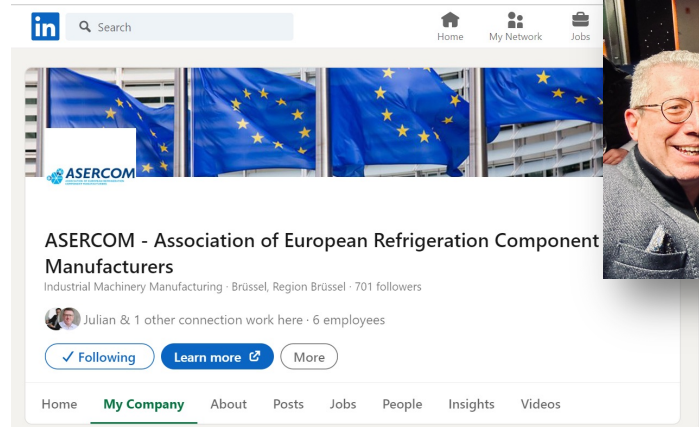 in
Search
Home
My Network
Jobs
ASERCOM
ASERCOM - Association of European Refrigeration Component
Manufacturers
Industrial Machinery Manufacturing · Brüssel, Region Brüssel · 701 followers
Julian & 1 other connection work here · 6 employees
✓ Following
Learn more
More
Home
My Company
About
Posts
Jobs
People
Insights
Videos